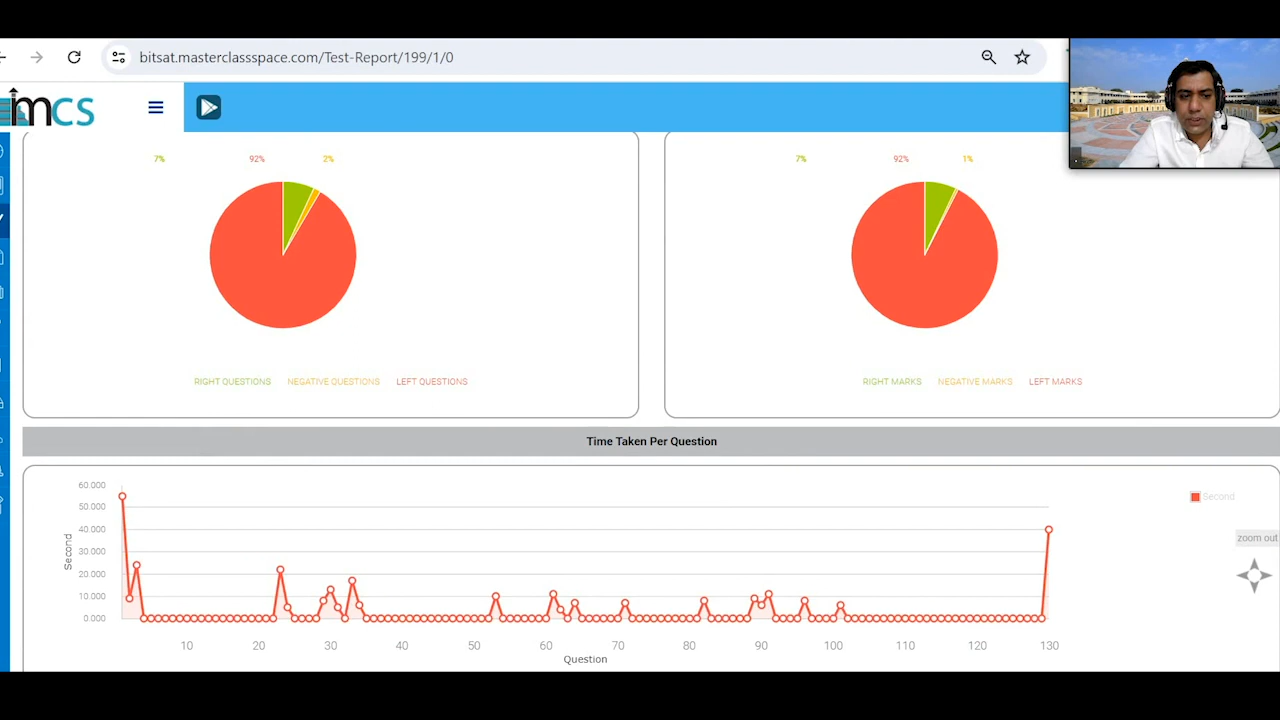 bitsat.masterclassspace.com/Test-Report/199/1/0
mcs
7% 92% 2%
7% 92% 1%
RIGHT QUESTIONS NEGATIVE QUESTIONS LEFT QUESTIONS
RIGHT MARKS NEGATIVE MARKS LEFT MARKS
Time Taken Per Question
60.000
50.000
40.000
30.000
20.000
10.000
0.000
Second
Second
zoom out
10 20 30 40 50 60 70 80 90 100 110 120 130
Question